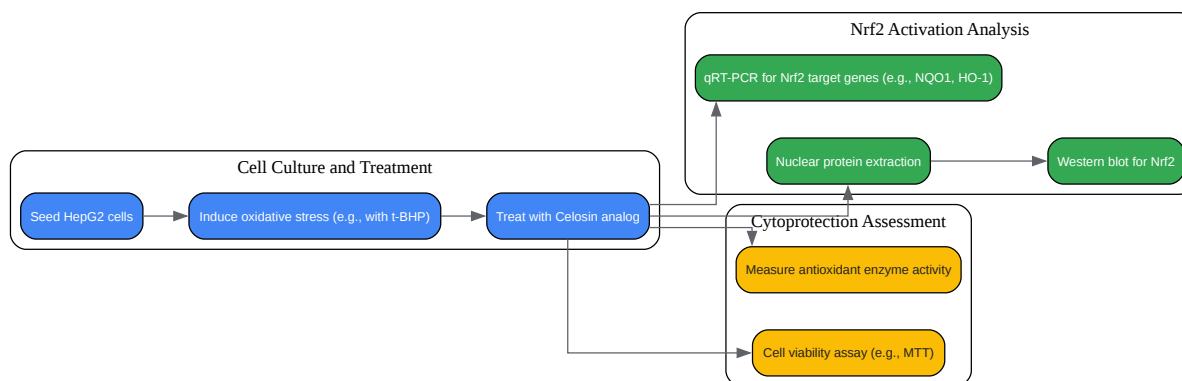 Nrf2 Activation Analysis
qRT-PCR for Nrf2 target genes (e.g., NQO1, HO-1)
Nuclear protein extraction
Western blot for Nrf2
Cell Culture and Treatment
Seed HepG2 cells
Induce oxidative stress (e.g., with t-BHP)
Treat with Celosin analog
Cytoprotection Assessment
Measure antioxidant enzyme activity
Cell viability assay (e.g., MTT)